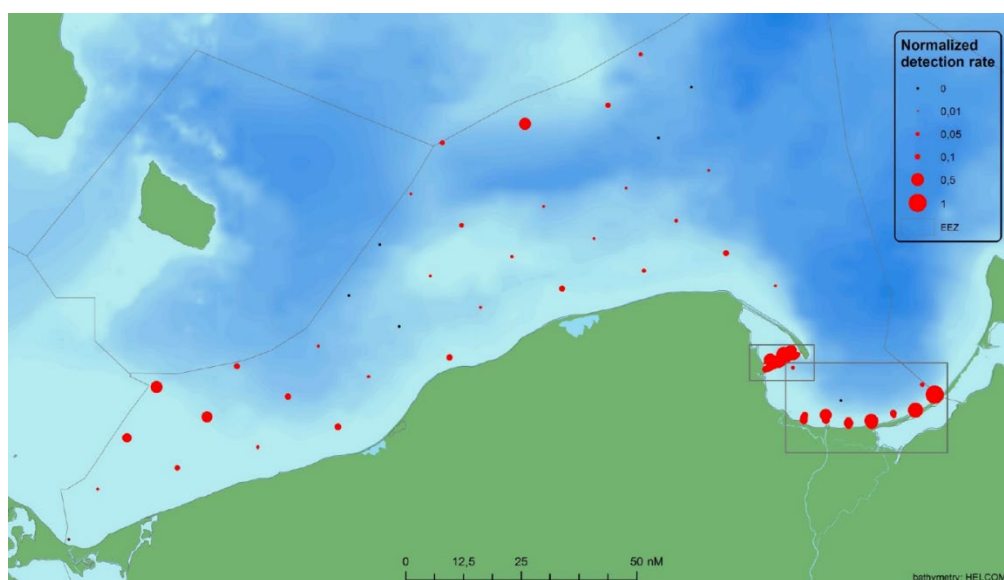 Normalized
detection rate
0
0,01
0,05
0,1
0,5
1
EEZ
0 12,5 25 50 nM
bathymetry: HELCOM